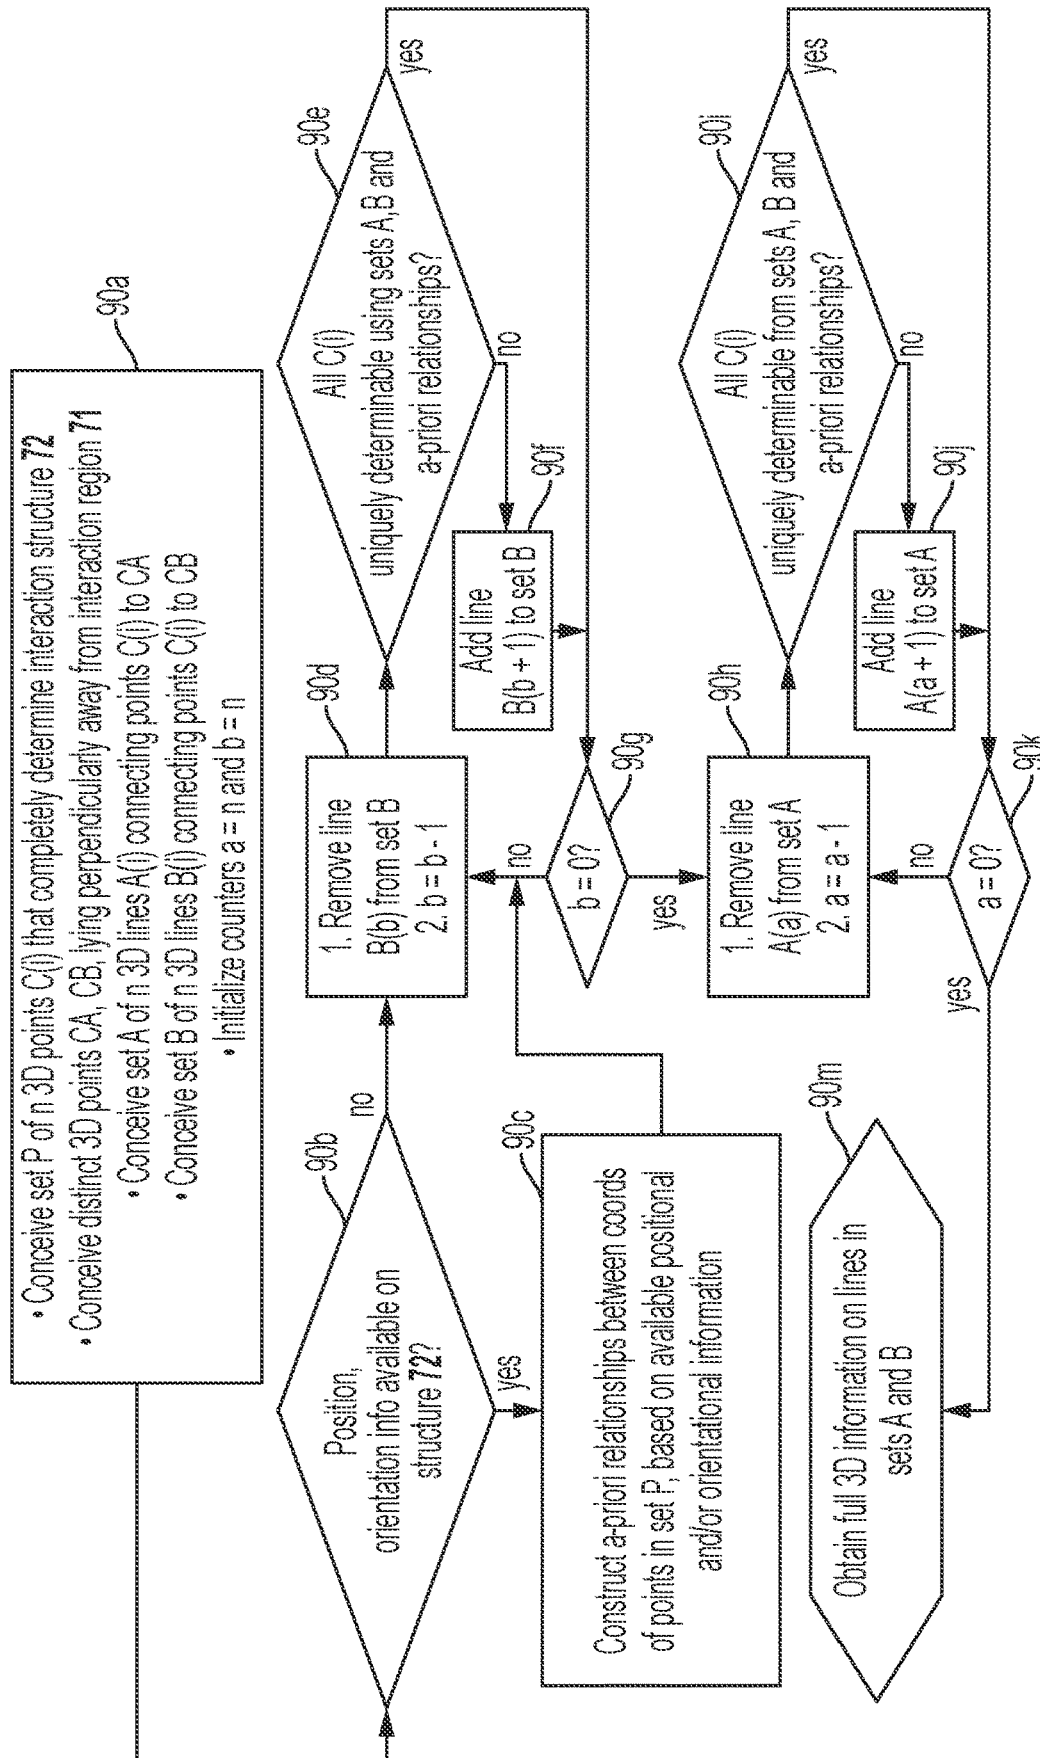 • Conceive set P of n 3D points C(i) that completely determine interaction structure 72
• Conceive distinct 3D points CA, CB, lying perpendicularly away from interaction region 71
• Conceive set A of n 3D lines A(i) connecting points C(i) to CA
• Conceive set B of n 3D lines B(i) connecting points C(i) to CB
• Initialize counters a = n and b = n
90a
Position,
orientation info available on
structure 72?
90b
no
yes
Construct a-priori relationships between coords
of points in set P, based on available positional
and/or orientational information
90c
1. Remove line
B(b) from set B
2. b = b - 1
90d
All C(i)
uniquely determinable using sets A,B and
a-priori relationships?
90e
yes
no
Add line
B(b + 1) to set B
90f
b = 0?
90g
no
yes
1. Remove line
A(a) from set A
2. a = a - 1
90h
All C(i)
uniquely determinable from sets A, B and
a-priori relationships?
90i
yes
no
Add line
A(a + 1) to set A
90j
a = 0?
90k
no
yes
Obtain full 3D information on lines in
sets A and B
90m